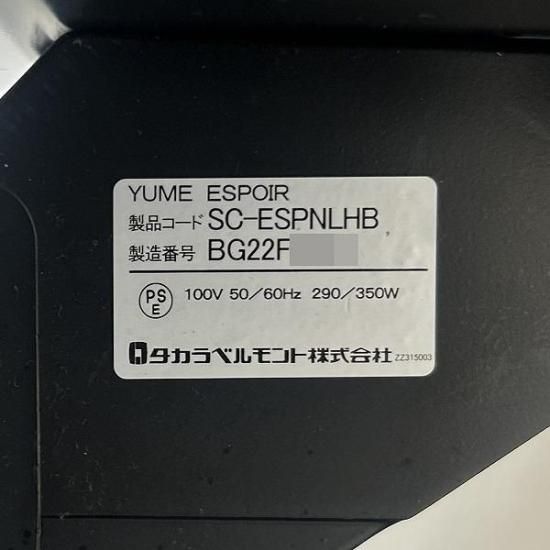 YUME ESPOIR
製品コード SC-ESPNLHB
製造番号 BG22F
PS E 100V 50/60Hz 290/350W
タカラベルモント株式会社 ZZ315003